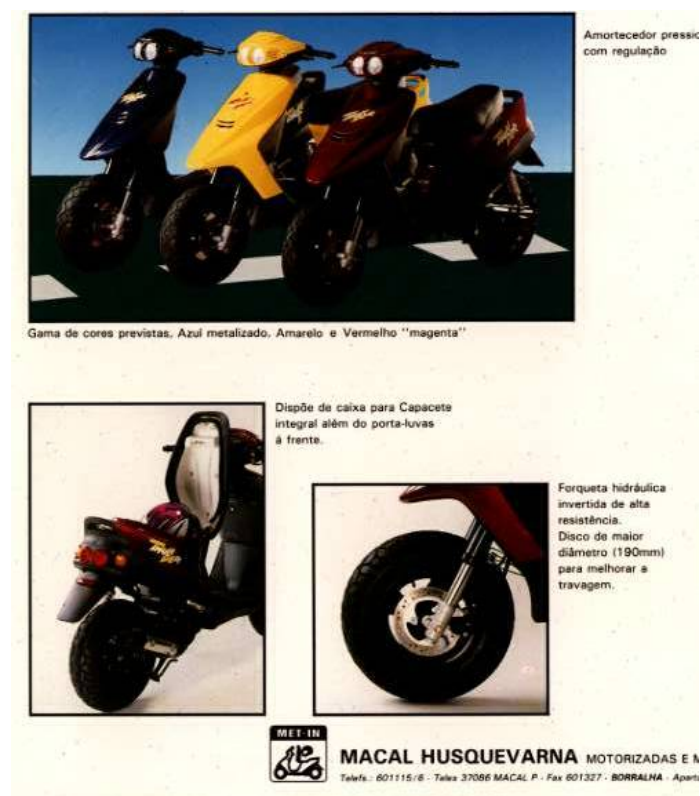 Amortecedor
com regulação
Gama de cores previstas, Azul metalizado, Amarelo e Vermelho "magenta"
Dispõe de caixa para Capacete
integral além do porta-luvas
à frente.
Forqueta hidráulica
invertida de alta
resistência.
Disco de maior
diâmetro (190mm)
para melhorar a
travagem.
MET-IN
MACAL HUSQUEVARNA MOTORIZADAS E
Telefs.: 601115/6 - Telex 37086 MACAL P - Fax 601327 - BORRALHA -